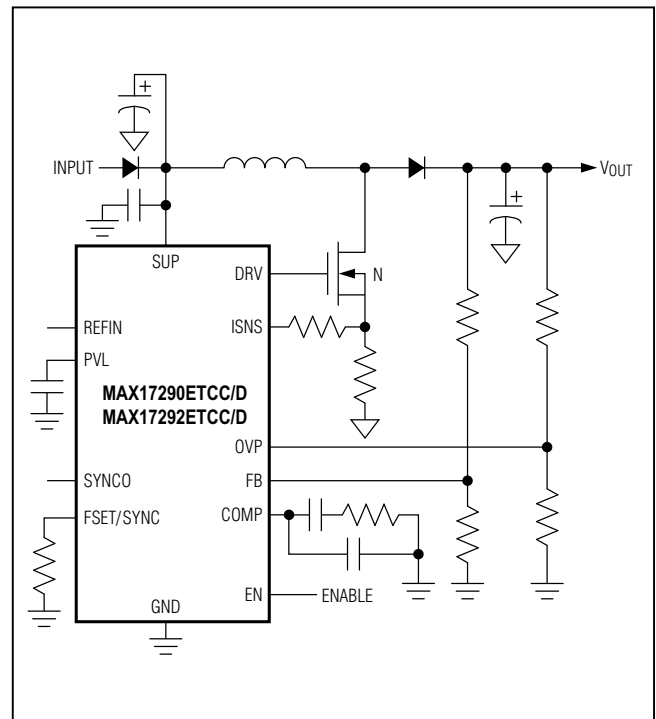 +
INPUT
VOUT
+
SUP
DRV
N
REFIN
ISNS
PVL
MAX17290ETCC/D
MAX17292ETCC/D
OVP
SYNCO
FB
FSET/SYNC
COMP
EN
ENABLE
GND